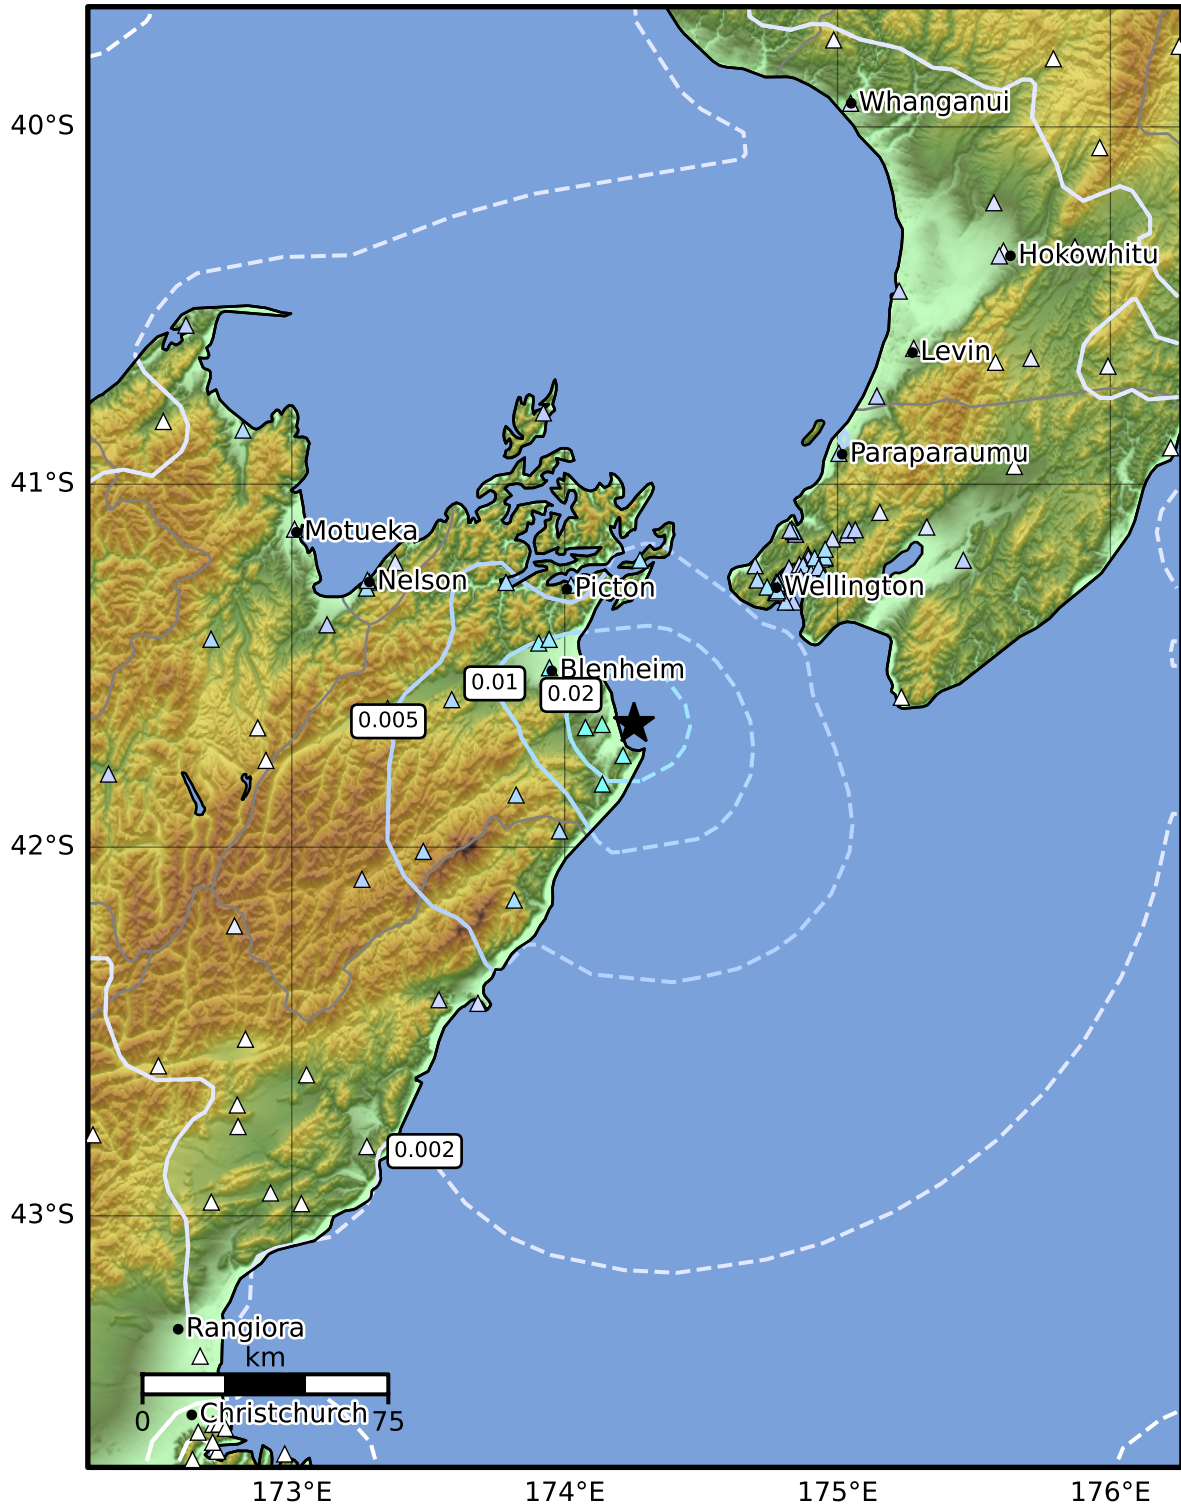 Whanganui
40°S
Hokowhitu
Levin
Paraparaumu
41°S
Motueka
Nelson
Picton
Wellington
Blenheim
0.01
0.02
0.005
42°S
0.002
43°S
Rangiora
km
Christchurch
0
75
173°E
174°E
175°E
176°E